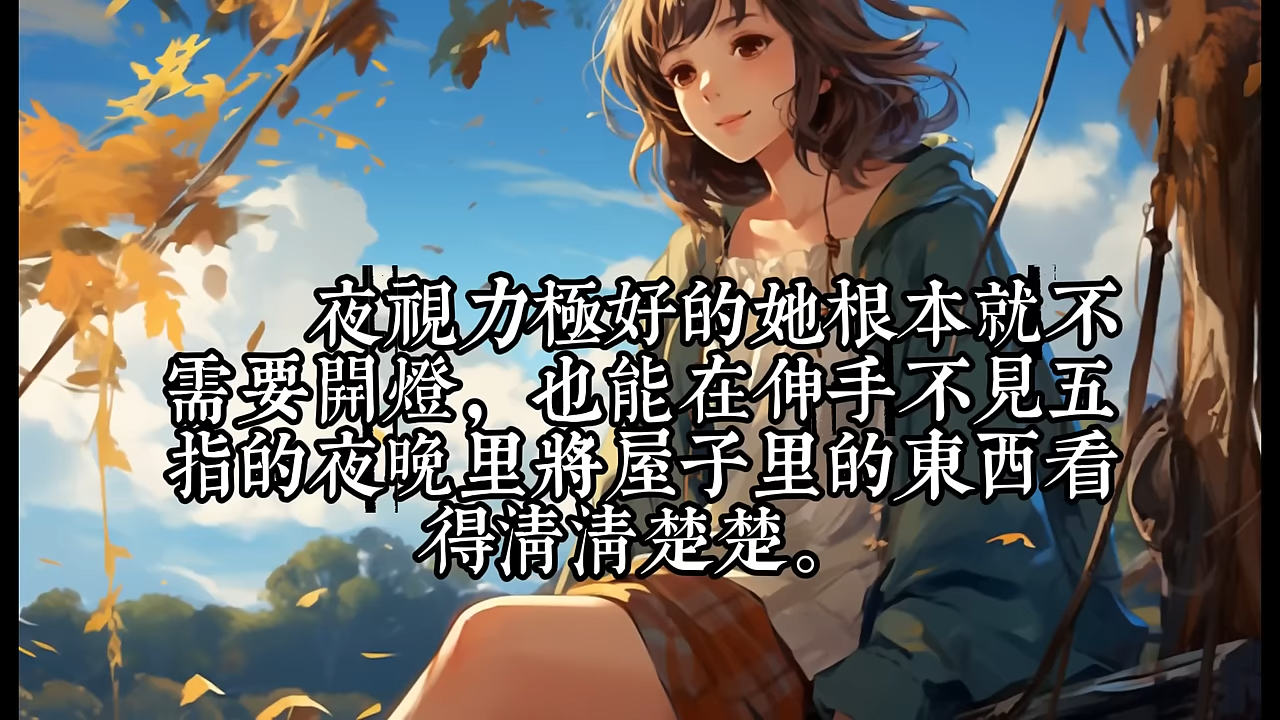 夜視力極好的她根本就不
需要開燈，也能在伸手不見五
指的夜晚里將屋子里的東西看
得清清楚楚。